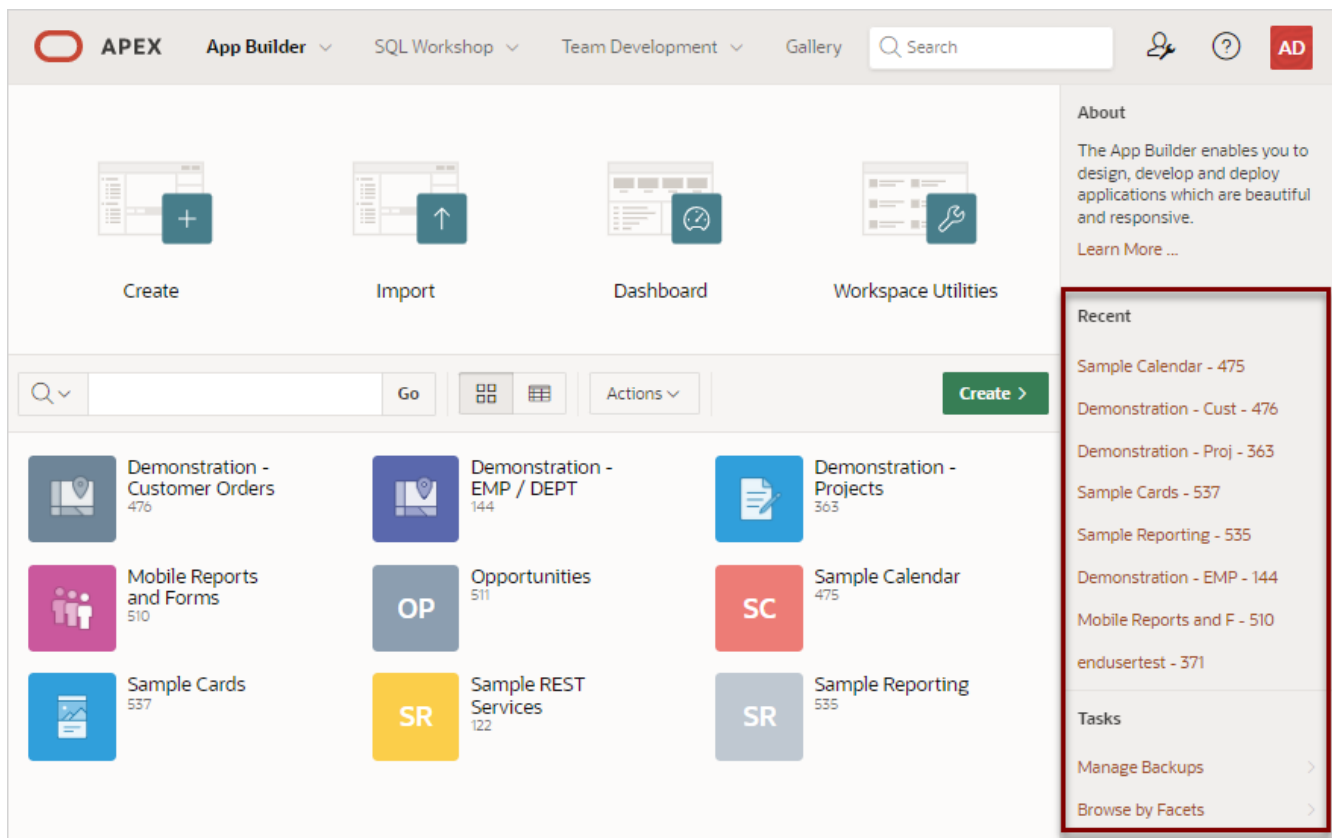 APEX App Builder SQL Workshop Team Development Gallery Search AD
Create
Import
Dashboard
Workspace Utilities
Go
Actions
Create
Demonstration -
Customer Orders
476
Demonstration -
EMP / DEPT
144
Demonstration -
Projects
363
Mobile Reports
and Forms
510
OP
Opportunities
511
SC
Sample Calendar
475
Sample Cards
537
SR
Sample REST
Services
122
SR
Sample Reporting
535
About
The App Builder enables you to
design, develop and deploy
applications which are beautiful
and responsive.
Learn More ...
Recent
Sample Calendar - 475
Demonstration - Cust - 476
Demonstration - Proj - 363
Sample Cards - 537
Sample Reporting - 535
Demonstration - EMP - 144
Mobile Reports and F - 510
endusertest - 371
Tasks
Manage Backups
Browse by Facets